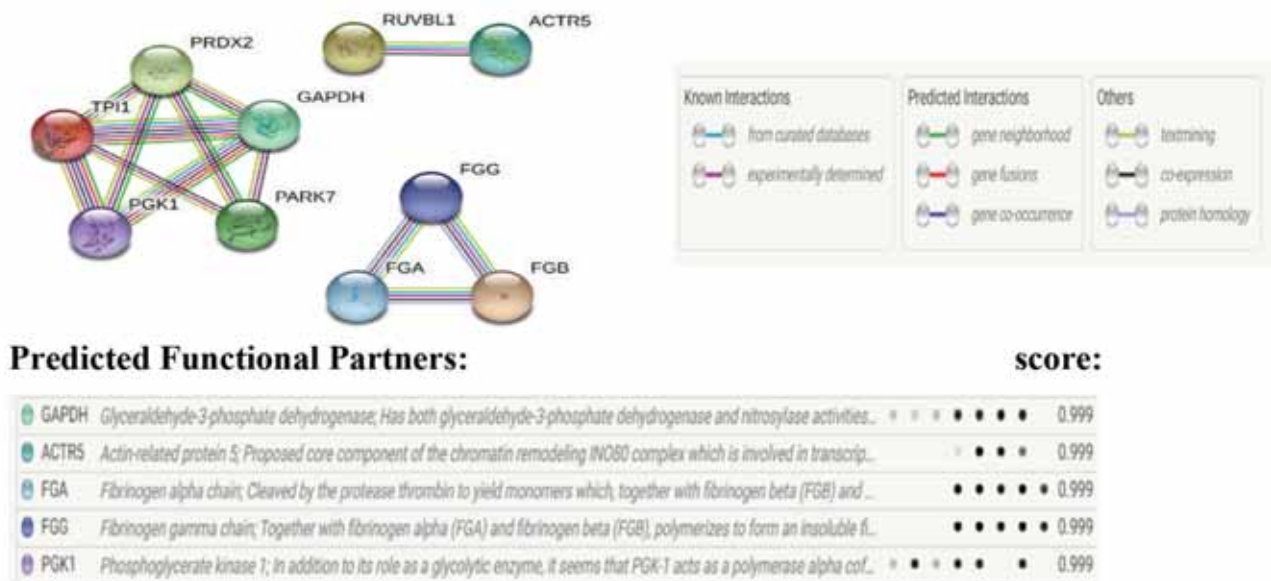 RUVBL1 ACTR5
PRDX2
GAPDH
TPI1
PGK1
PARK7
FGG
FGA
FGB
Known Interactions
from curated databases
experimentally determined
Predicted Interactions
gene neighborhood
gene fusions
gene co-occurrence
Others
textmining
co-expression
protein homology
Predicted Functional Partners: score:
GAPDH Glyceraldehyde-3-phosphate dehydrogenase; Has both glyceraldehyde-3-phosphate dehydrogenase and nitrosylase activities... 0.999
ACTR5 Actin-related protein 5; Proposed core component of the chromatin remodeling INO80 complex which is involved in transcrip... 0.999
FGA Fibrinogen alpha chain; Cleaved by the protease thrombin to yield monomers which, together with fibrinogen beta (FGB) and ... 0.999
FGG Fibrinogen gamma chain; Together with fibrinogen alpha (FGA) and fibrinogen beta (FGB), polymerizes to form an insoluble fi... 0.999
PGK1 Phosphoglycerate kinase 1; In addition to its role as a glycolytic enzyme, it seems that PGK-1 acts as a polymerase alpha cof... 0.999